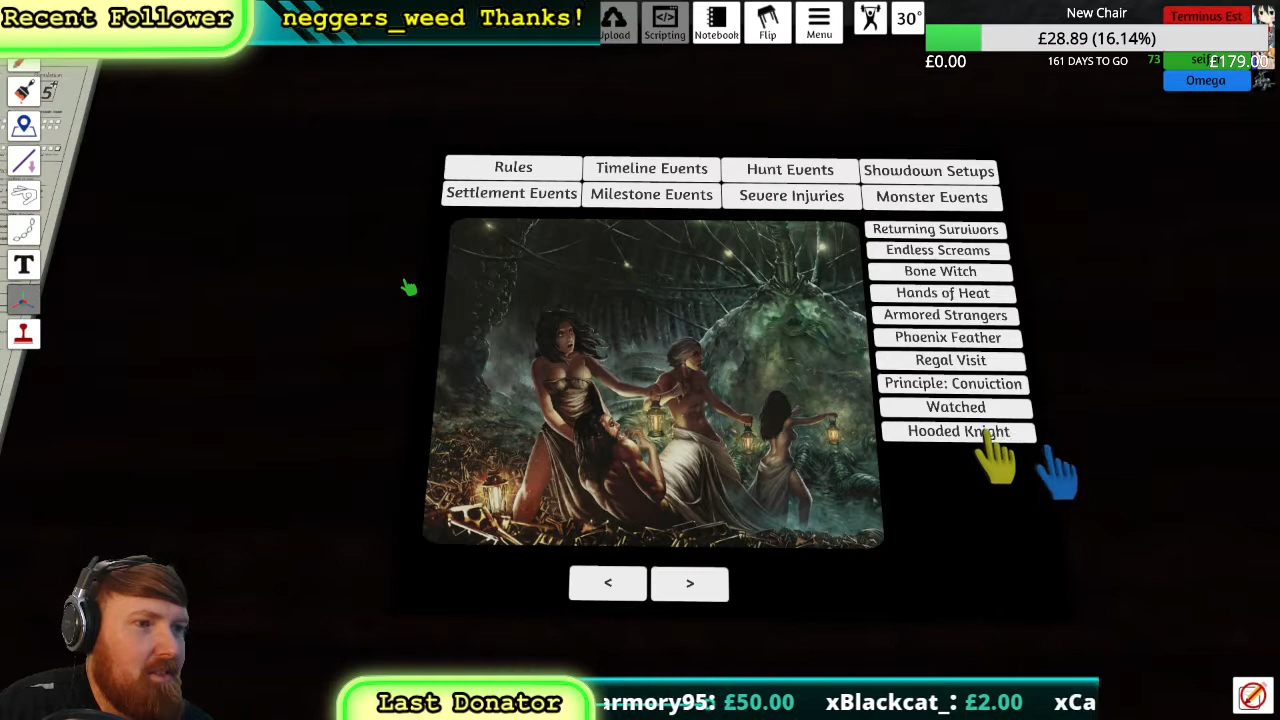 Recent Follower
neggers_weed Thanks!
Upload
Scripting
Notebook
Flip
Menu
30°
New Chair
Terminus Est
£28.89 (16.14%)
£0.00
161 DAYS TO GO
73
£179.00
Omega
5+
Rules
Timeline Events
Hunt Events
Showdown Setups
Settlement Events
Milestone Events
Severe Injuries
Monster Events
Returning Survivors
Endless Screams
Bone Witch
Hands of Heat
Armored Strangers
Phoenix Feather
Regal Visit
Principle: Conviction
Watched
Hooded Knight
T
<
>
Last Donator
armory95: £50.00 xBlackcat_: £2.00 xCa